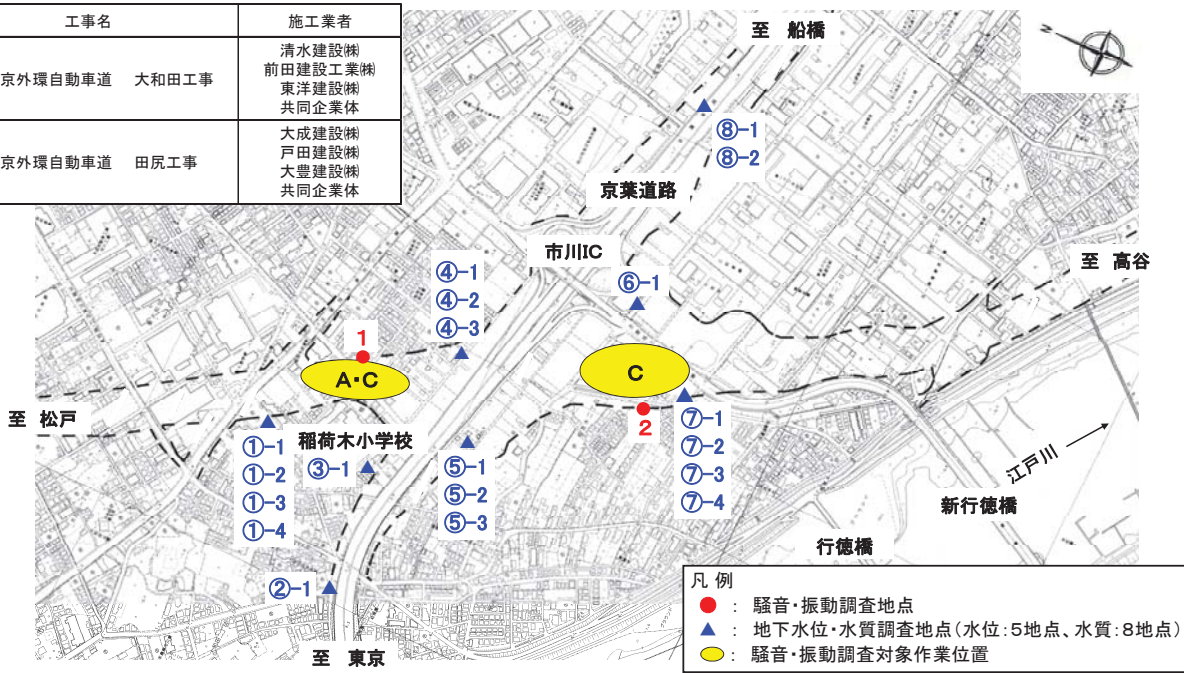 工事名
施工業者
京外環自動車道 大和田工事
清水建設㈱
前田建設工業㈱
東洋建設㈱
共同企業体
京外環自動車道 田尻工事
大成建設㈱
戸田建設㈱
大豊建設㈱
共同企業体
至 船橋
N
⑧-1
⑧-2
京葉道路
市川IC
至 高谷
④-1
④-2
④-3
⑥-1
1
A・C
C
至 松戸
2
①-1
①-2
①-3
①-4
稲荷木小学校
③-1
⑤-1
⑤-2
⑤-3
⑦-1
⑦-2
⑦-3
⑦-4
江戸川
新行徳橋
行徳橋
②-1
至 東京
凡 例
： 騒音・振動調査地点
： 地下水位・水質調査地点(水位：5地点、水質：8地点)
： 騒音・振動調査対象作業位置